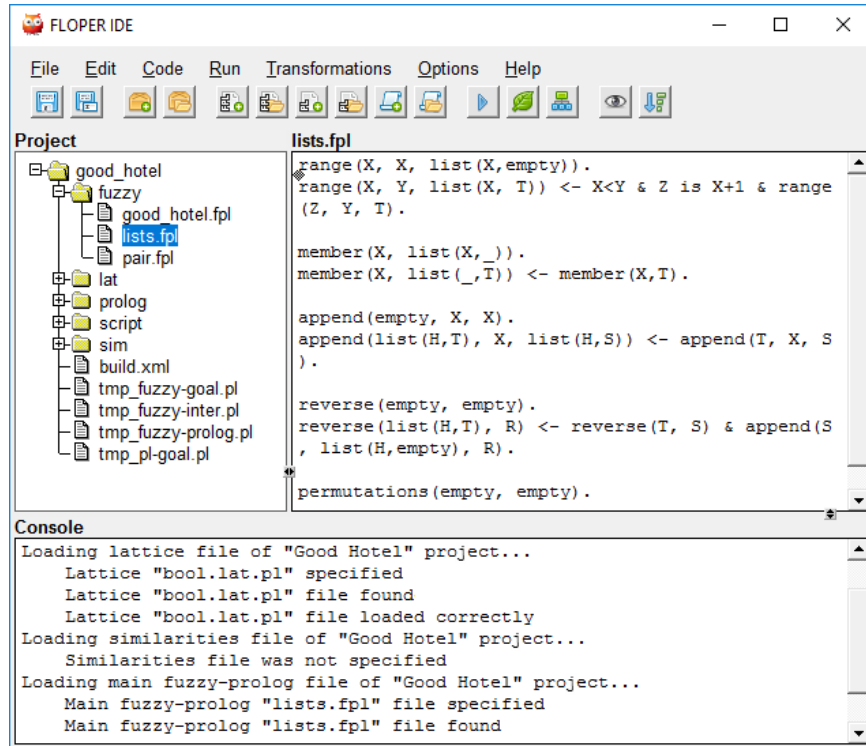 FLOPER IDE
File Edit Code Run Transformations Options Help
Project
good_hotel
fuzzy
good_hotel.fpl
lists.fpl
pair.fpl
lat
prolog
script
sim
build.xml
tmp_fuzzy-goal.pl
tmp_fuzzy-inter.pl
tmp_fuzzy-prolog.pl
tmp_pl-goal.pl
lists.fpl
range(X, X, list(X,empty)).
range(X, Y, list(X, T)) <- X<Y & Z is X+1 & range
(Z, Y, T).
member(X, list(X,_)).
member(X, list(_,T)) <- member(X,T).
append(empty, X, X).
append(list(H,T), X, list(H,S)) <- append(T, X, S
).
reverse(empty, empty).
reverse(list(H,T), R) <- reverse(T, S) & append(S
, list(H,empty), R).
permutations(empty, empty).
Console
Loading lattice file of "Good Hotel" project...
Lattice "bool.lat.pl" specified
Lattice "bool.lat.pl" file found
Lattice "bool.lat.pl" file loaded correctly
Loading similarities file of "Good Hotel" project...
Similarities file was not specified
Loading main fuzzy-prolog file of "Good Hotel" project...
Main fuzzy-prolog "lists.fpl" file specified
Main fuzzy-prolog "lists.fpl" file found